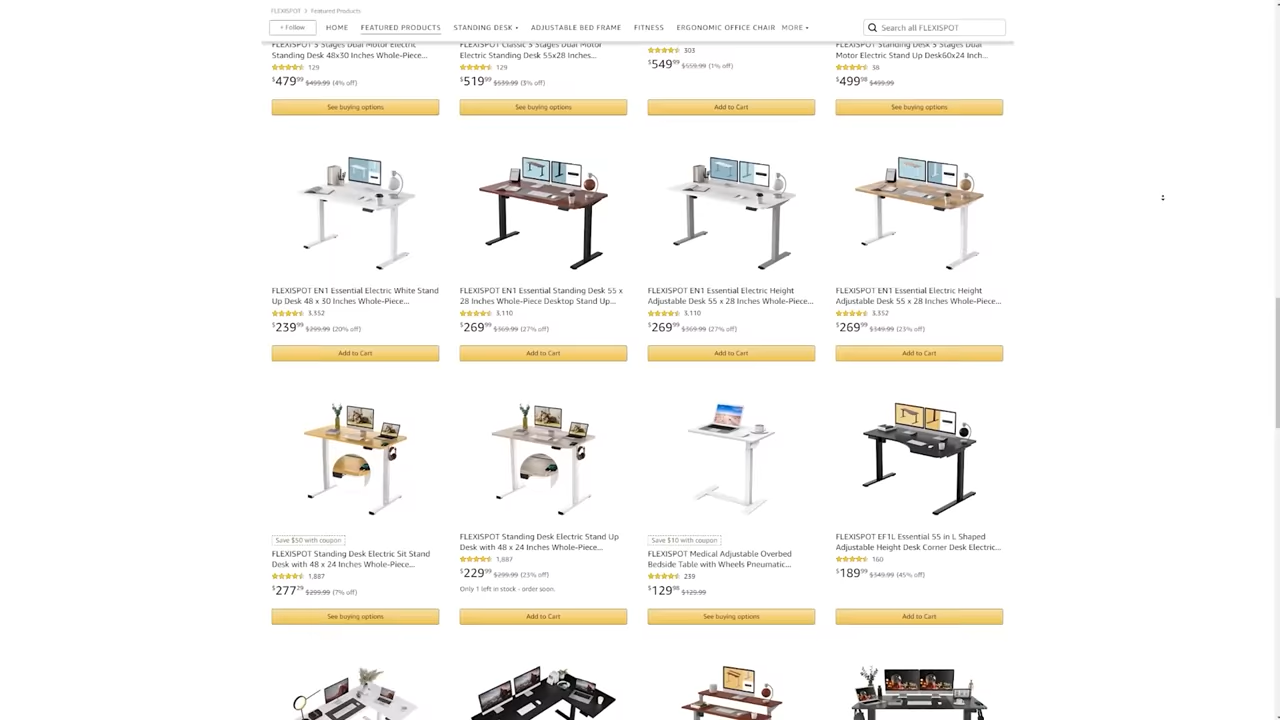 FLEXISPOT > Featured Products
+ Follow HOME FEATURED PRODUCTS STANDING DESK ADJUSTABLE BED FRAME FITNESS ERGONOMIC OFFICE CHAIR MORE Search all FLEXISPOT
FLEXISPOT 3 Stages Dual Motor Electric
Standing Desk 48x30 Inches Whole-Piece...
129
$479.99 $499.99 (4% off)
See buying options
FLEXISPOT Classic 3 Stages Dual Motor
Electric Standing Desk 55x28 Inches...
129
$519.99 $539.99 (3% off)
See buying options
303
$549.99 $559.99 (1% off)
Add to Cart
FLEXISPOT Standing Desk 3 Stages Dual
Motor Electric Stand Up Desk60x24 Inch...
38
$499.98 $499.99
See buying options
FLEXISPOT EN1 Essential Electric White Stand
Up Desk 48 x 30 Inches Whole-Piece...
3,352
$239.99 $299.99 (20% off)
Add to Cart
FLEXISPOT EN1 Essential Standing Desk 55 x
28 Inches Whole-Piece Desktop Stand Up...
3,110
$269.99 $369.99 (27% off)
Add to Cart
FLEXISPOT EN1 Essential Electric Height
Adjustable Desk 55 x 28 Inches Whole-Piece...
3,110
$269.99 $369.99 (27% off)
Add to Cart
FLEXISPOT EN1 Essential Electric Height
Adjustable Desk 55 x 28 Inches Whole-Piece...
3,352
$269.99 $349.99 (23% off)
Add to Cart
Save $50 with coupon
FLEXISPOT Standing Desk Electric Sit Stand
Desk with 48 x 24 Inches Whole-Piece...
1,887
$277.29 $299.99 (7% off)
See buying options
FLEXISPOT Standing Desk Electric Stand Up
Desk with 48 x 24 Inches Whole-Piece...
1,887
$229.99 $299.99 (23% off)
Only 1 left in stock - order soon.
Add to Cart
Save $10 with coupon
FLEXISPOT Medical Adjustable Overbed
Bedside Table with Wheels Pneumatic...
239
$129.98 $129.99
See buying options
FLEXISPOT EF1L Essential 55 in L Shaped
Adjustable Height Desk Corner Desk Electric...
160
$189.99 $349.99 (45% off)
Add to Cart